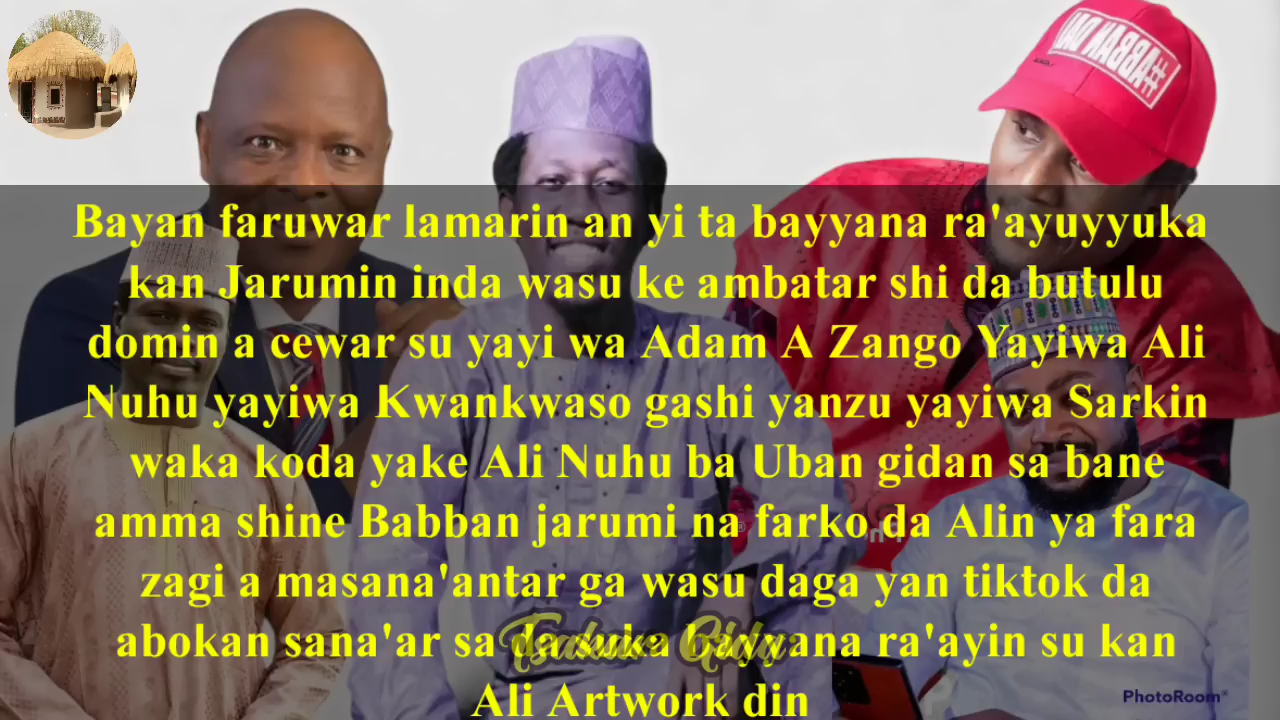 #ABBAN DAD
Bayan faruwar lamarin an yi ta bayyana ra'ayuyyuka
kan Jarumin inda wasu ke ambatar shi da butulu
domin a cewar su yayi wa Adam A Zango Yayiwa Ali
Nuhu yayiwa Kwankwaso gashi yanzu yayiwa Sarkin
waka koda yake Ali Nuhu ba Uban gidan sa bane
amma shine Babban jarumi na farko da Alin ya fara
zagi a masana'antar ga wasu daga yan tiktok da
abokan sana'ar sa da suka bayyana ra'ayin su kan
Tsakar Gida
Ali Artwork din
PhotoRoom®